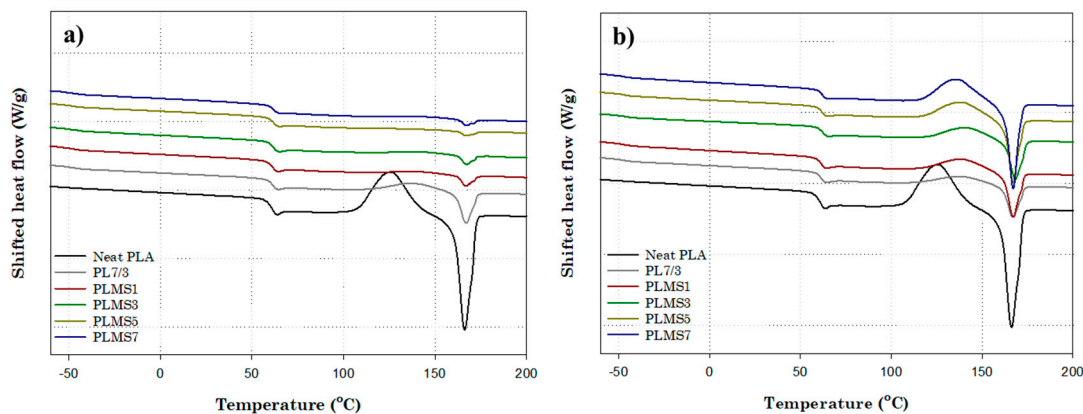 a)
Shifted heat flow (W/g)
Neat PLA
PL7/3
PLMS1
PLMS3
PLMS5
PLMS7
-50 0 50 100 150 200
Temperature (°C)
b)
Shifted heat flow (W/g)
Neat PLA
PL7/3
PLMS1
PLMS3
PLMS5
PLMS7
-50 0 50 100 150 200
Temperature (°C)